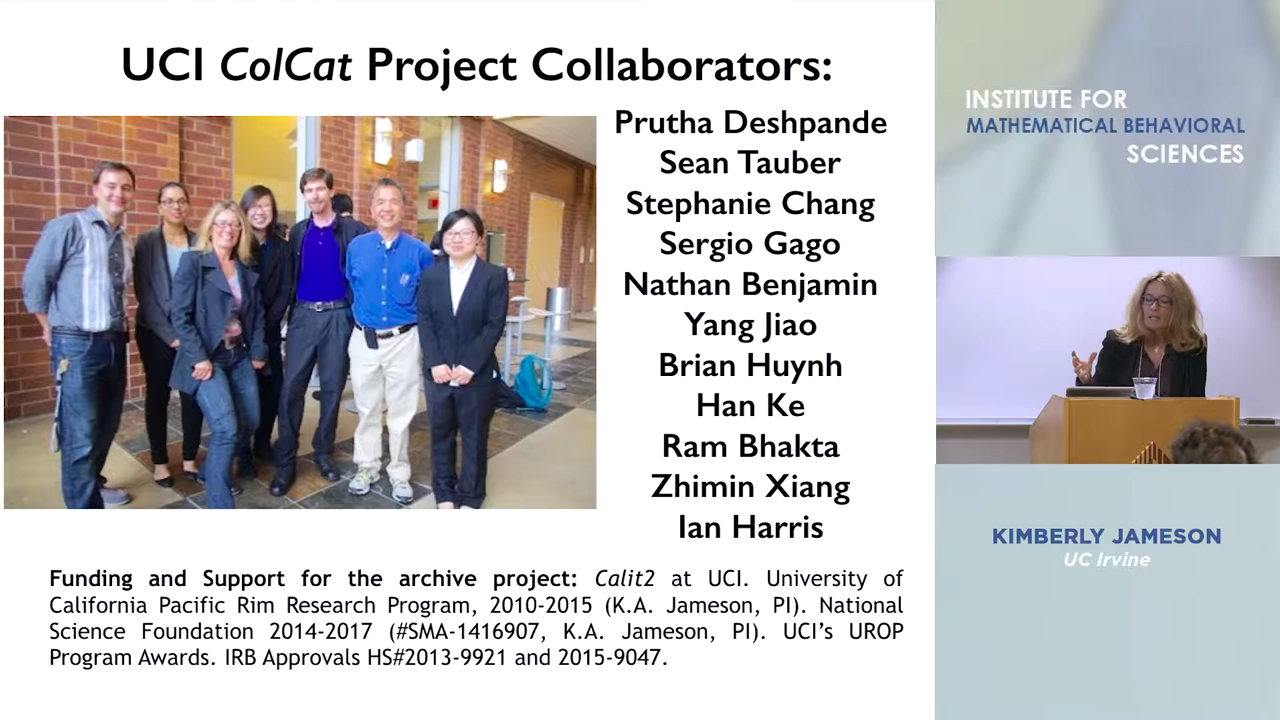 UCI ColCat Project Collaborators:
Prutha Deshpande
Sean Tauber
Stephanie Chang
Sergio Gago
Nathan Benjamin
Yang Jiao
Brian Huynh
Han Ke
Ram Bhakta
Zhimin Xiang
Ian Harris
Funding and Support for the archive project: Calit2 at UCI. University of
California Pacific Rim Research Program, 2010-2015 (K.A. Jameson, PI). National
Science Foundation 2014-2017 (#SMA-1416907, K.A. Jameson, PI). UCI’s UROP
Program Awards. IRB Approvals HS#2013-9921 and 2015-9047.
INSTITUTE FOR
MATHEMATICAL BEHAVIORAL
SCIENCES
KIMBERLY JAMESON
UC Irvine